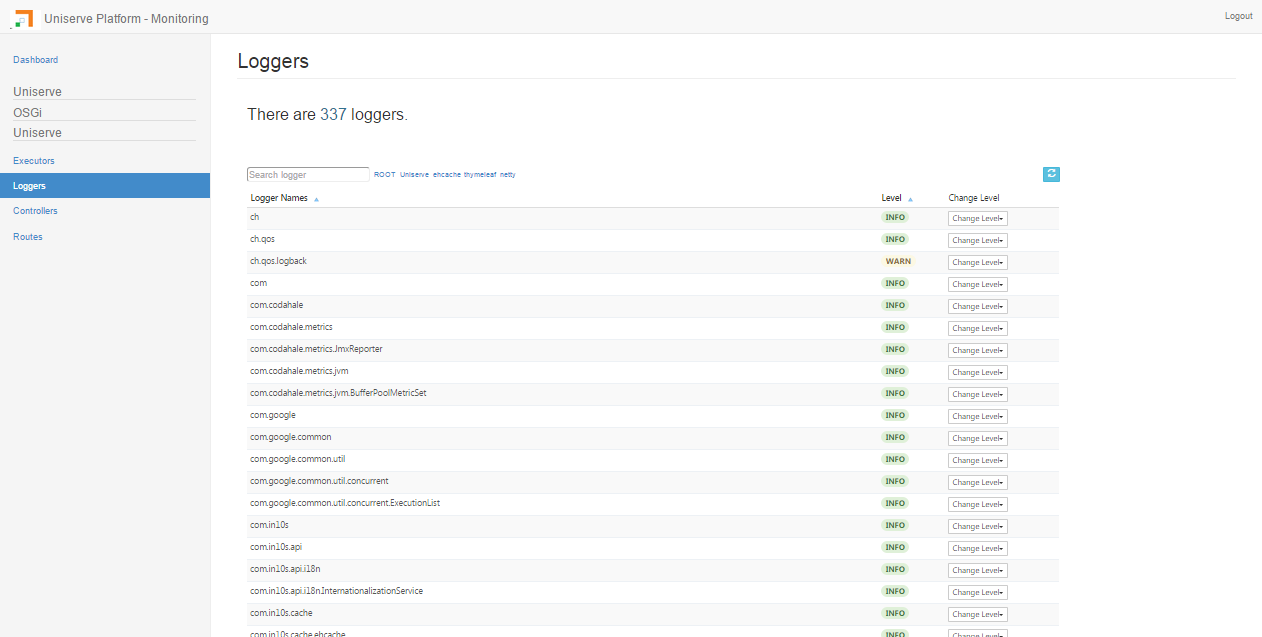 Uniserve Platform - Monitoring
Logout
Dashboard
Uniserve
OSGi
Uniserve
Executors
Loggers
Controllers
Routes
Loggers
There are 337 loggers.
Search logger ROOT Uniserve ehcache thymeleaf netty
Logger Names Level Change Level
ch INFO Change Level
ch.qos INFO Change Level
ch.qos.logback WARN Change Level
com INFO Change Level
com.codahale INFO Change Level
com.codahale.metrics INFO Change Level
com.codahale.metrics.JmxReporter INFO Change Level
com.codahale.metrics.jvm INFO Change Level
com.codahale.metrics.jvm.BufferPoolMetricSet INFO Change Level
com.google INFO Change Level
com.google.common INFO Change Level
com.google.common.util INFO Change Level
com.google.common.util.concurrent INFO Change Level
com.google.common.util.concurrent.ExecutionList INFO Change Level
com.in10s INFO Change Level
com.in10s.api INFO Change Level
com.in10s.api.i18n INFO Change Level
com.in10s.api.i18n.InternationalizationService INFO Change Level
com.in10s.cache INFO Change Level
com.in10s.cache.ehcache INFO Change Level